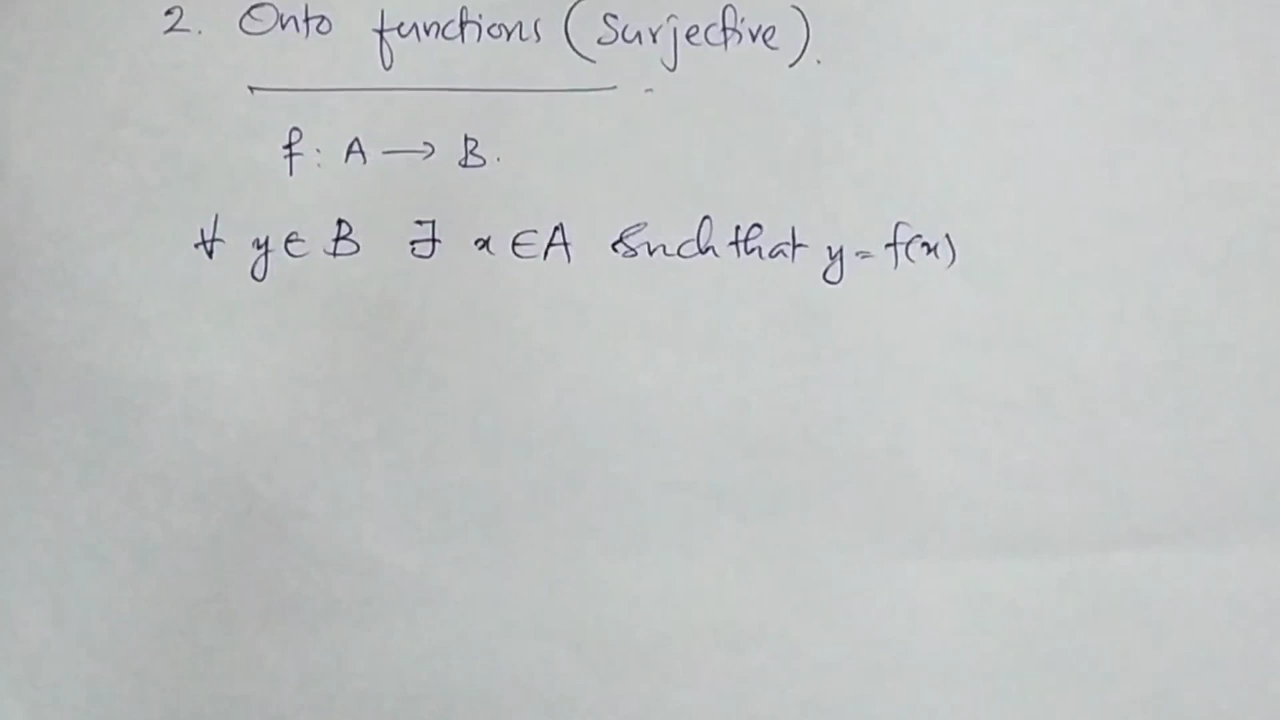 2. Onto functions (Surjective).
f: A → B.
∀ y ∈ B ∃ x ∈ A such that y = f(x)